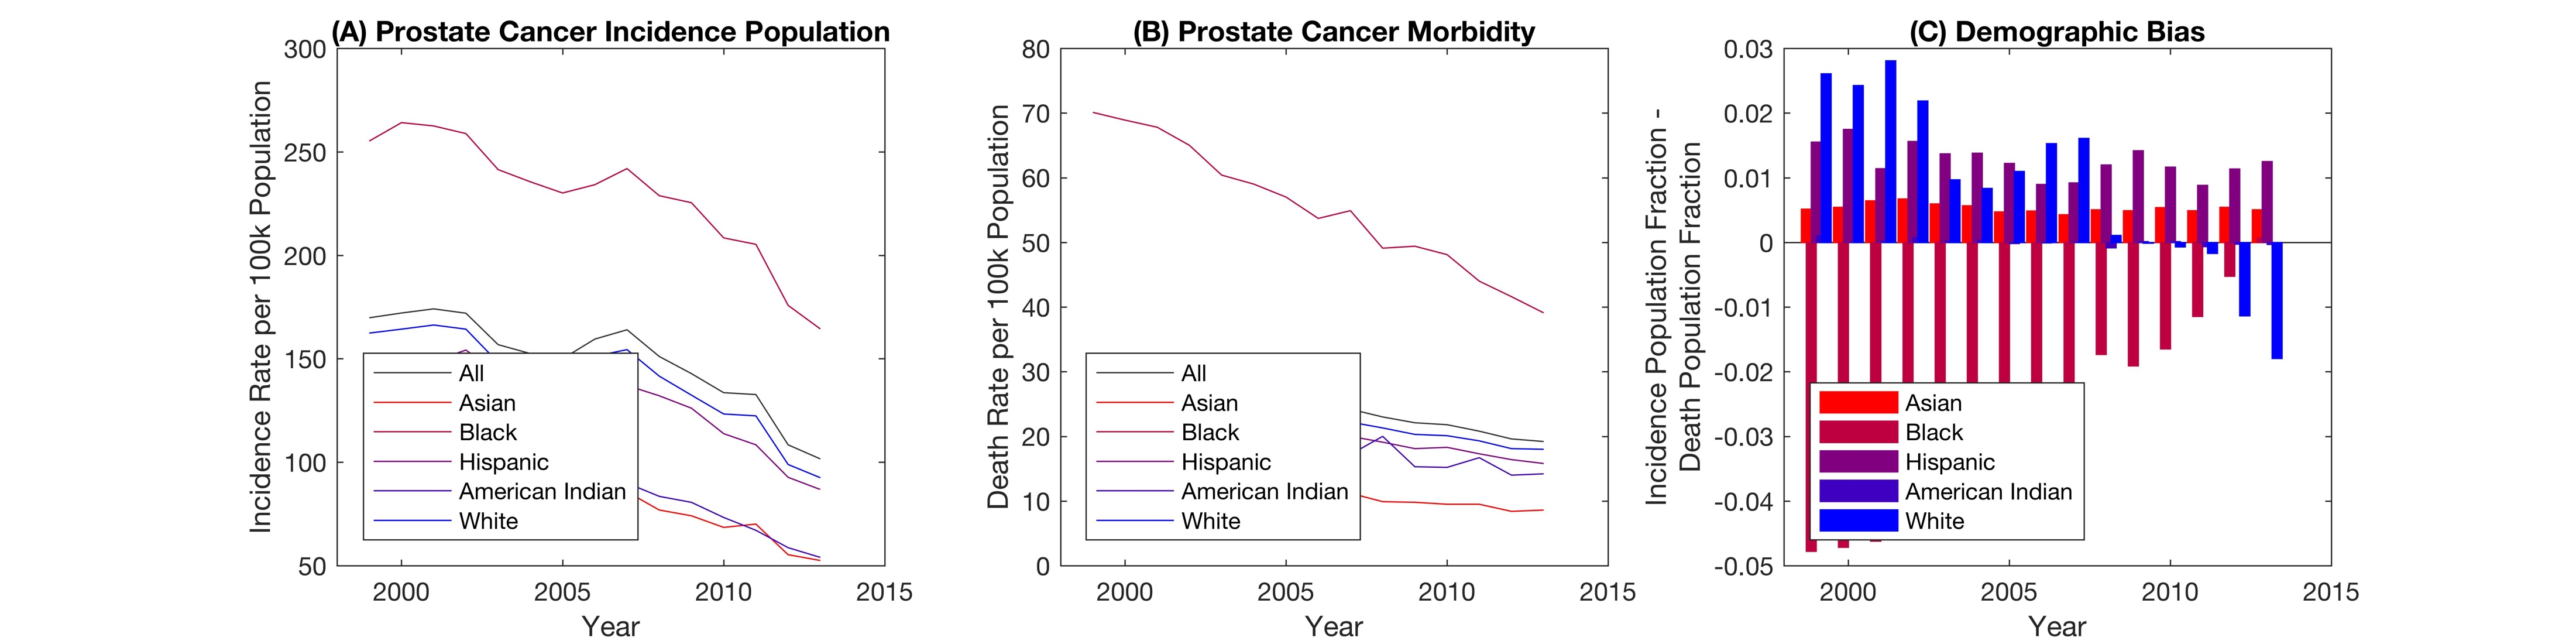 (A) Prostate Cancer Incidence Population
Incidence Rate per 100k Population
300
250
200
150
100
50
2000
2005
2010
2015
Year
All
Asian
Black
Hispanic
American Indian
White
(B) Prostate Cancer Morbidity
Death Rate per 100k Population
80
70
60
50
40
30
20
10
0
2000
2005
2010
2015
Year
All
Asian
Black
Hispanic
American Indian
White
(C) Demographic Bias
Incidence Population Fraction -
Death Population Fraction
0.03
0.02
0.01
0
-0.01
-0.02
-0.03
-0.04
-0.05
2000
2005
2010
2015
Year
Asian
Black
Hispanic
American Indian
White